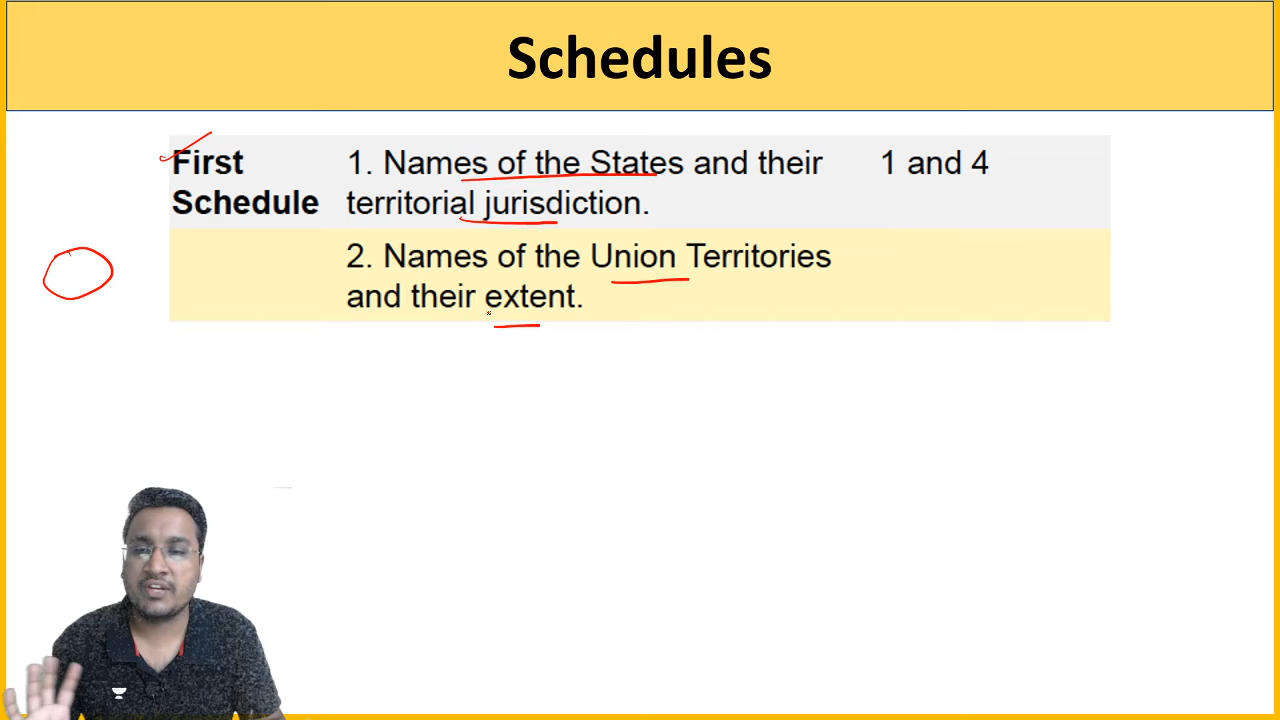 Schedules
First 1. Names of the States and their 1 and 4
Schedule territorial jurisdiction.
2. Names of the Union Territories
and their extent.